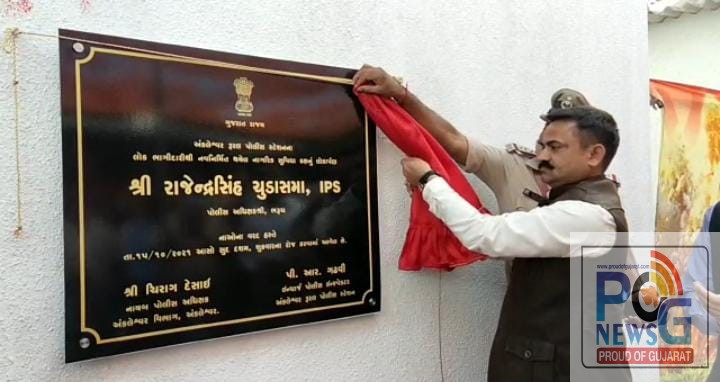 ગુજરાત રાજ્ય
અંકલેશ્વર રૂરલ પોલીસ સ્ટેશનના
લોક ભાગીદારીથી નવનિર્મિત થયેલ નાગરિક સુવિધા કક્ષનું લોકાર્પણ
શ્રી રાજેન્દ્રસિંહ ચુડાસમા, IPS
પોલીસ અધિક્ષકશ્રી, ભરૂચ
નાઓના વરદ હસ્તે
તા.૧૫/૧૦/૨૦૨૧ આસો સુદ દશમ, શુક્રવારના રોજ કરવામાં આવેલ છે.
શ્રી ચિરાગ દેસાઈ
નાયબ પોલીસ અધિક્ષક
અંકલેશ્વર વિભાગ, અંકલેશ્વર.
પી. આર. ગઢવી
ઇન્ચાર્જ પોલીસ ઇન્સ્પેક્ટર
અંકલેશ્વર રૂરલ પોલીસ સ્ટેશન
www.proudofgujarat.com
POG
NEWS
PROUD OF GUJARAT